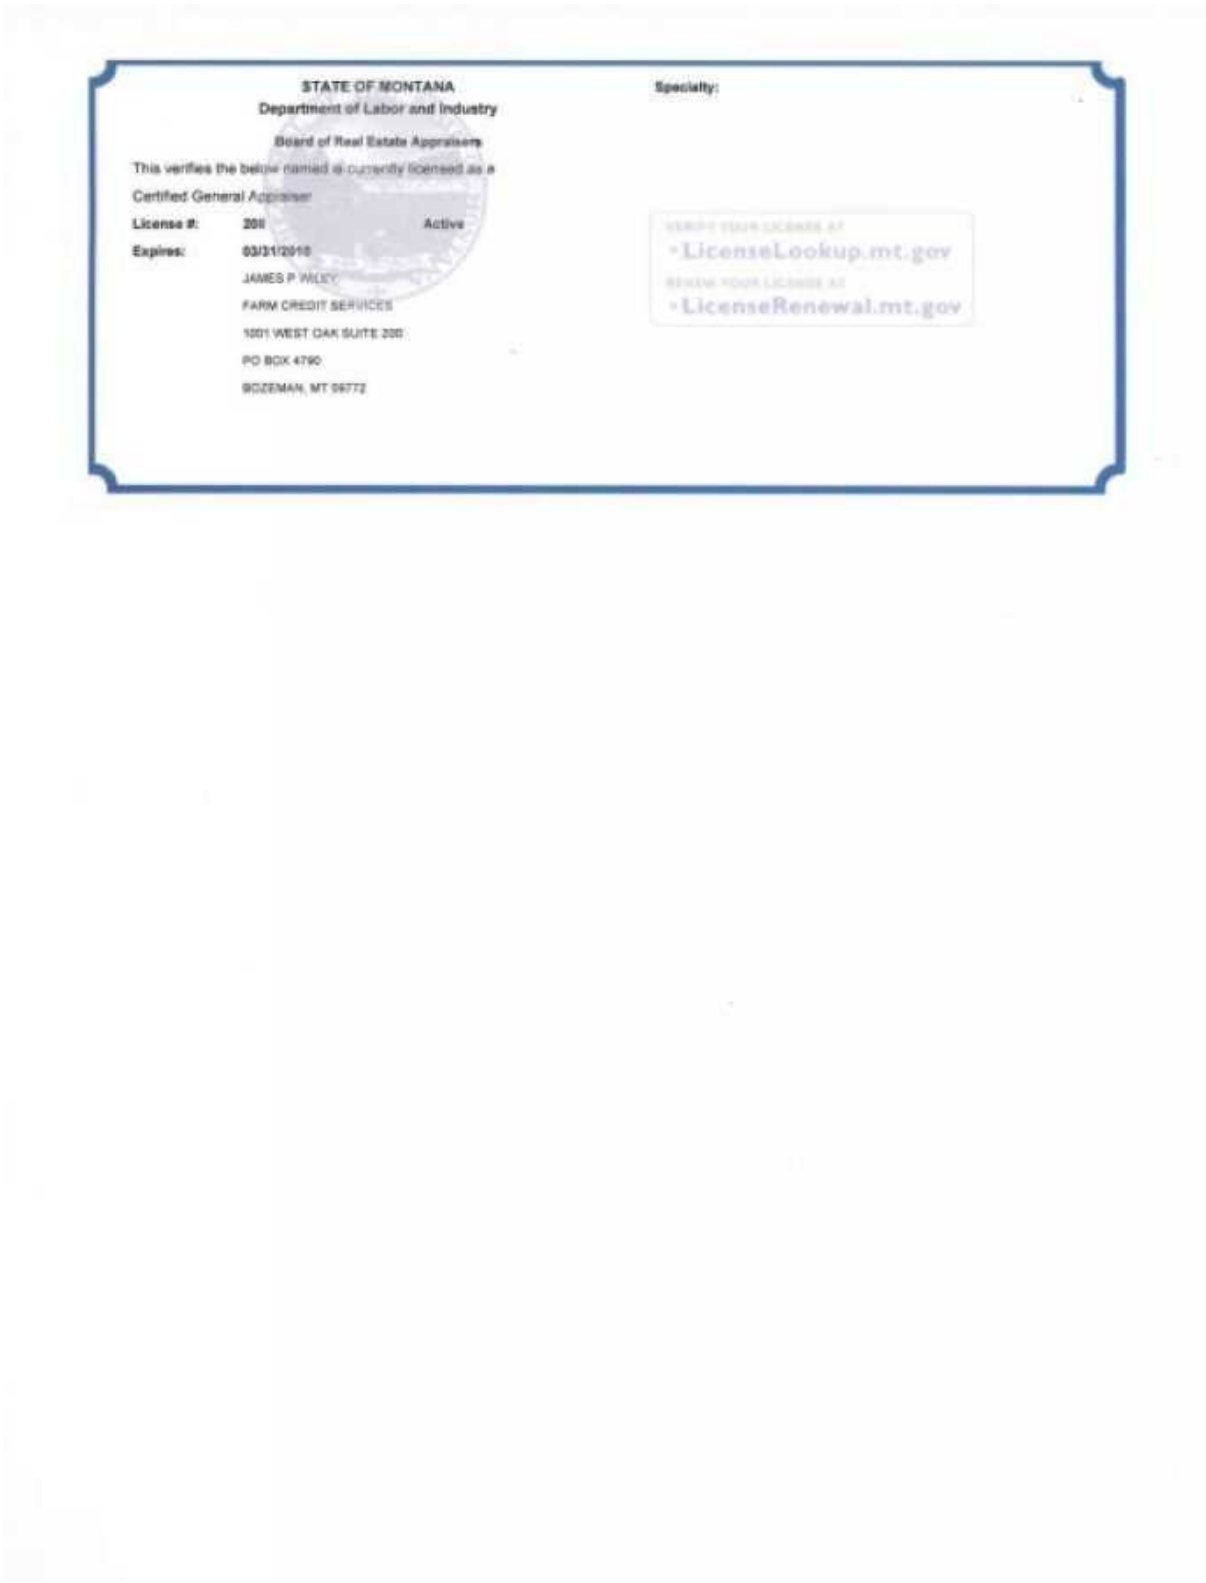 STATE OF MONTANA
Department of Labor and Industry
Board of Real Estate Appraisers
This verifies the below named is currently licensed as a
Certified General Appraiser
License #: Active
Expires:
JAMES P WILEY
FARM CREDIT SERVICES
1001 WEST OAK SUITE 200
PO BOX 4790
BOZEMAN, MT
Specialty:
VERIFY YOUR LICENSE AT
• LicenseLookup.mt.gov
RENEW YOUR LICENSE AT
• LicenseRenewal.mt.gov